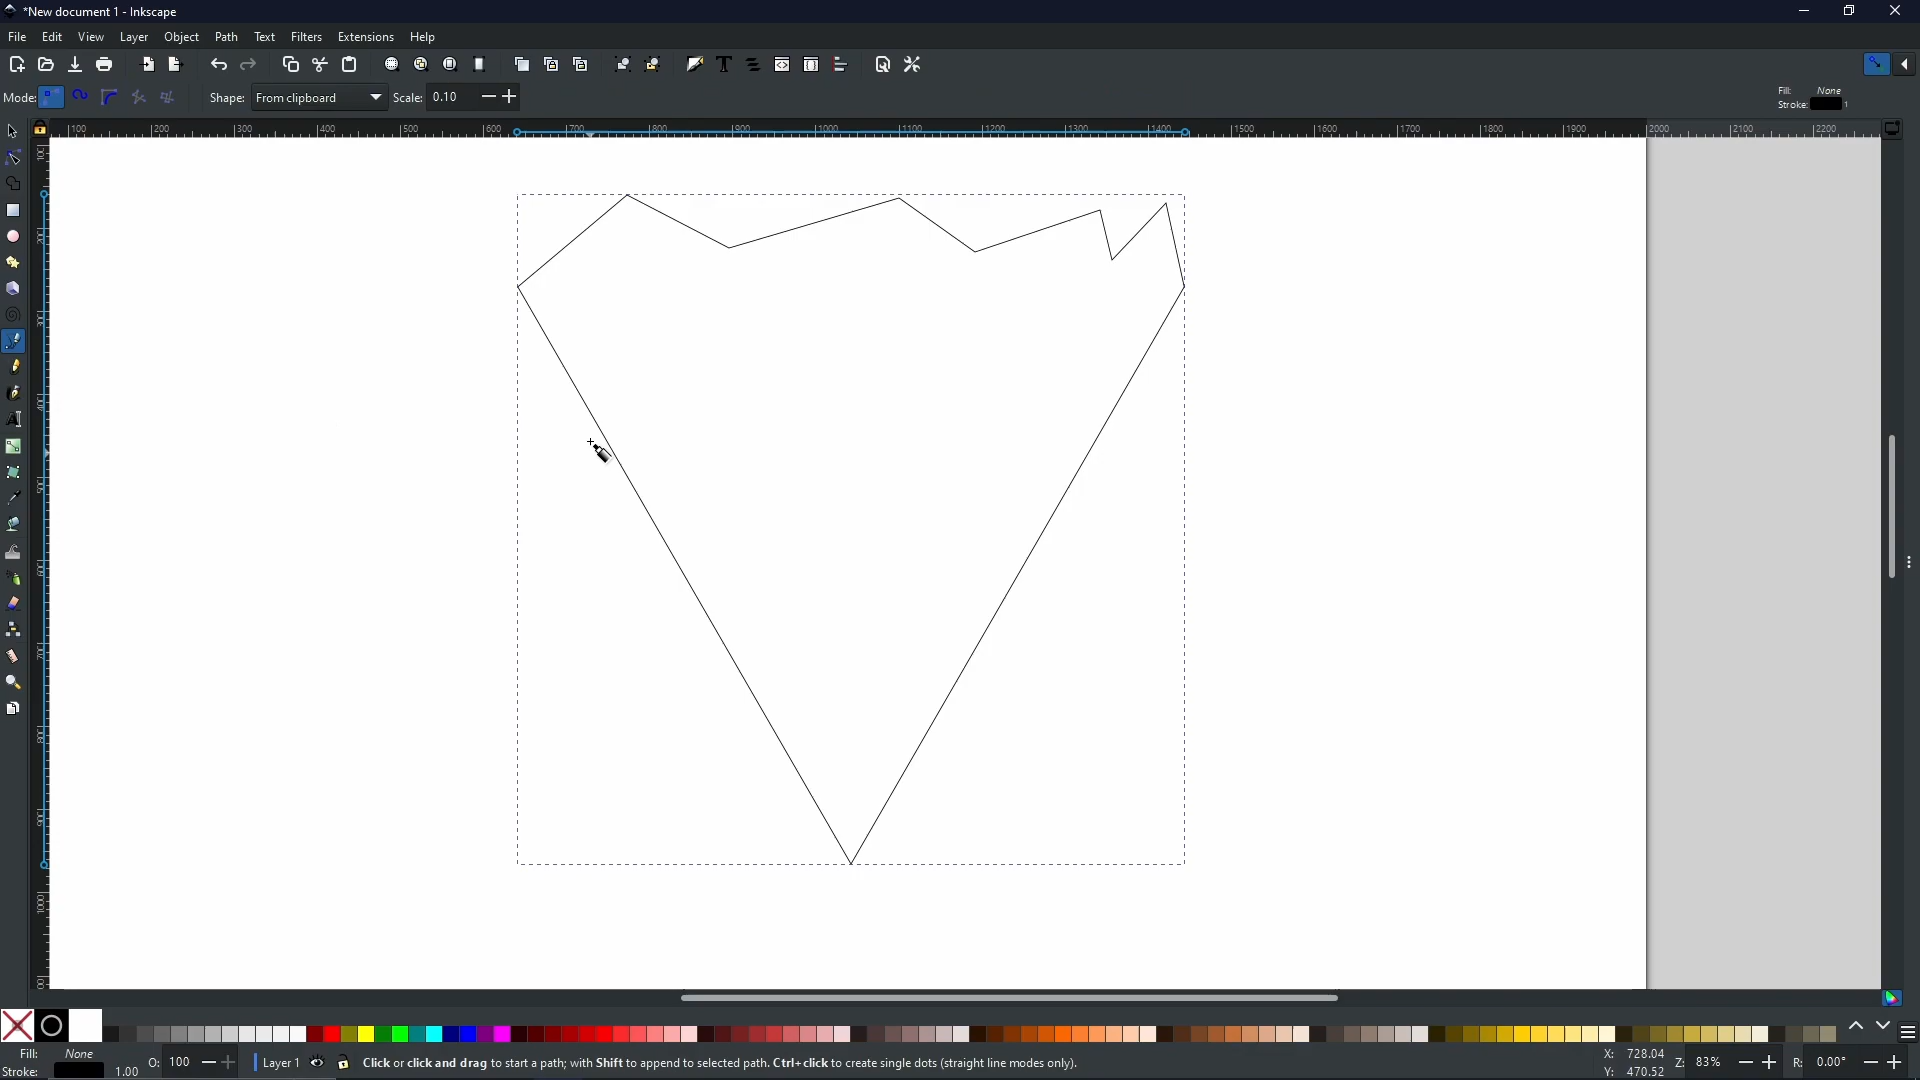 *New document 1 - Inkscape
File Edit View Layer Object Path Text Filters Extensions Help
Mode: Shape: From clipboard Scale: 0.10
Fill: None
Stroke: 1
100 200 300 400 500 600 700 800 900 1000 1100 1200 1300 1400 1500 1600 1700 1800 1900 2000 2100 2200
Fill: None O: 100 Layer 1 Click or click and drag to start a path; with Shift to append to selected path. Ctrl+click to create single dots (straight line modes only). X: 728.04 Z: 83% R: 0.00°
Stroke: 1.00 Y: 470.52